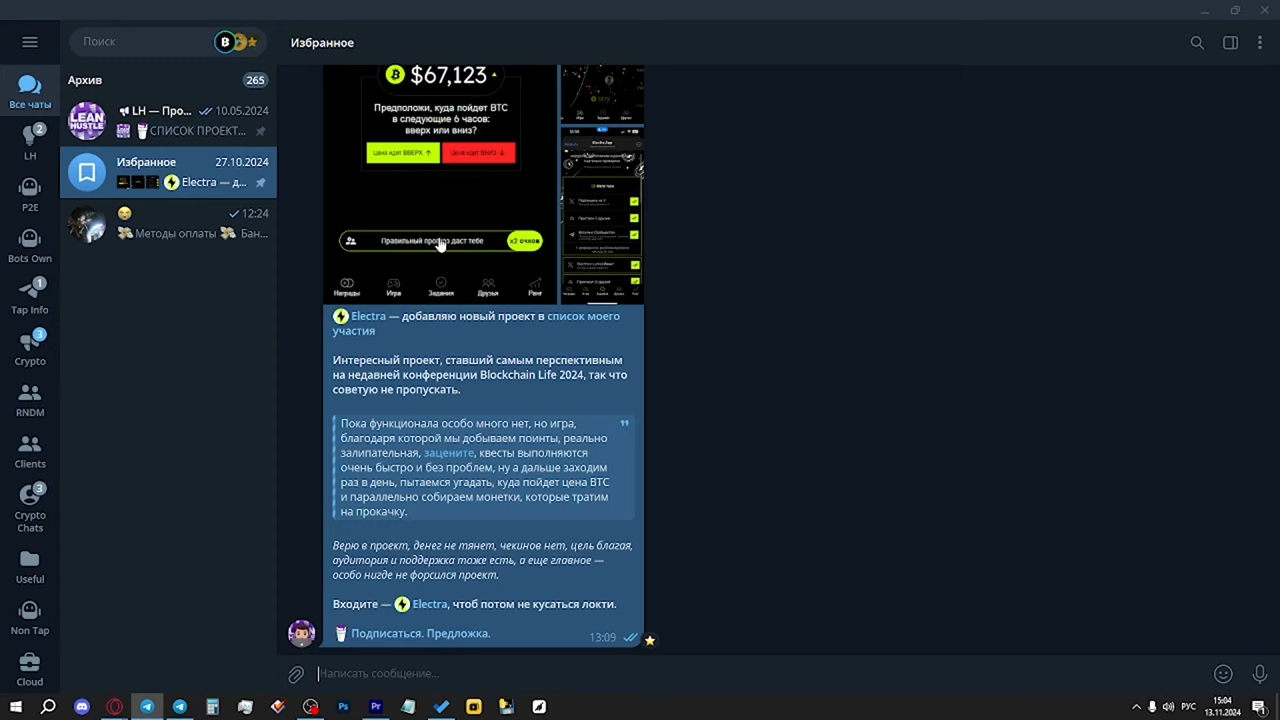 Поиск
Избранное
Архив
265
Все чаты
LH — Про...
10.05.2024
СПИСОК ПРОЕКТ...
2
LH
Избранное
27.10.2024
Electra — д...
P2E
12:24
Методы оплаты
Бан...
Bots Own
1
Tap Info
3
Crypto
RNDM
Clients
3
Crypto
Chats
Useful
Non Tap
Cloud
$67,123
Предположи, куда пойдет BTC
в следующие 6 часов:
вверх или вниз?
Цена идет ВВЕРХ ↑
Цена идет ВНИЗ ↓
Правильный прогноз даст тебе
x2 очков
Награды
Игра
Задания
Друзья
Ранг
Electra — добавляю новый проект в список моего
участия
Интересный проект, ставший самым перспективным
на недавней конференции Blockchain Life 2024, так что
советую не пропускать.
Пока функционала особо много нет, но игра,
благодаря которой мы добываем поинты, реально
залипательная, зацените, квесты выполняются
очень быстро и без проблем, ну а дальше заходим
раз в день, пытаемся угадать, куда пойдет цена BTC
и параллельно собираем монетки, которые тратим
на прокачку.
Верю в проект, денег не тянет, чекинов нет, цель благая,
аудитория и поддержка тоже есть, а еще главное —
особо нигде не форсился проект.
Входите — Electra, чтоб потом не кусаться локти.
Подписаться. Предложка.
13:09
Написать сообщение...
Ps
Pr
РУС
15:04
13.11.2024